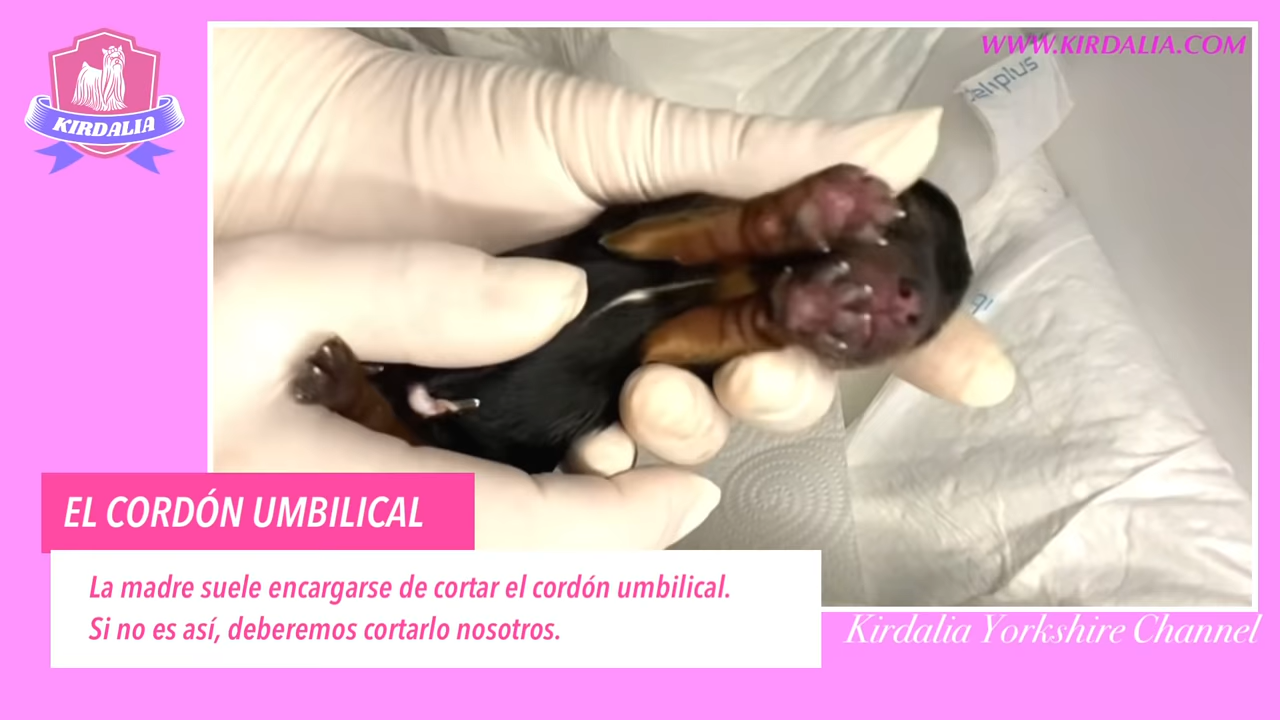 KIRDALIA
WWW.KIRDALIA.COM
EL CORDÓN UMBILICAL
La madre suele encargarse de cortar el cordón umbilical.
Si no es así, deberemos cortarlo nosotros.
Kirdalia Yorkshire Channel